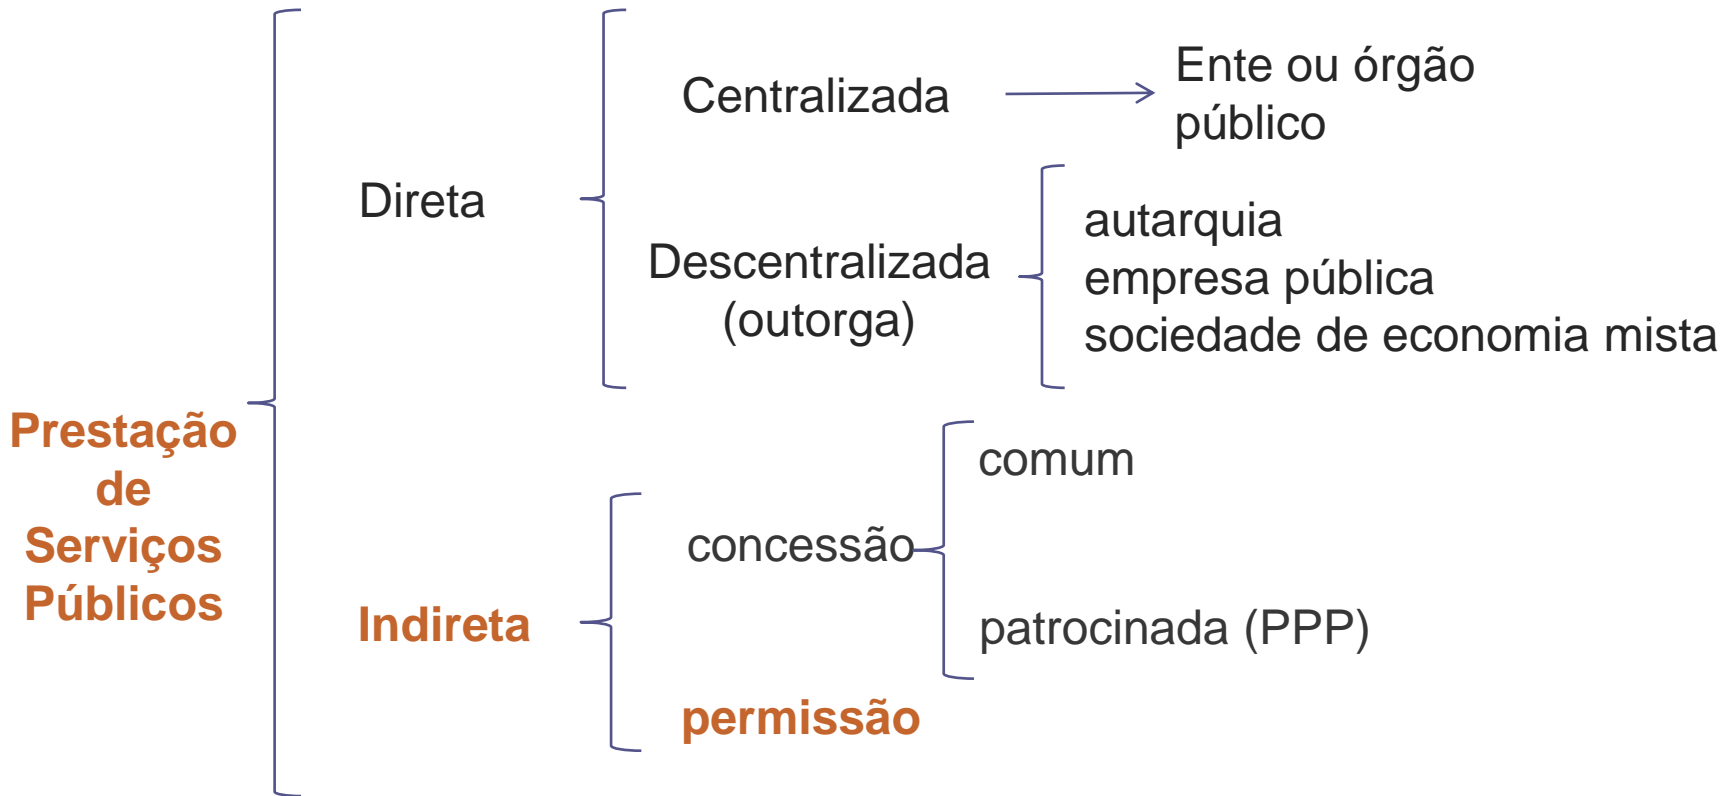 Prestação
de
Serviços
Públicos
Direta
Centralizada
Ente ou órgão
público
Descentralizada
(outorga)
autarquia
empresa pública
sociedade de economia mista
Indireta
concessão
comum
patrocinada (PPP)
permissão